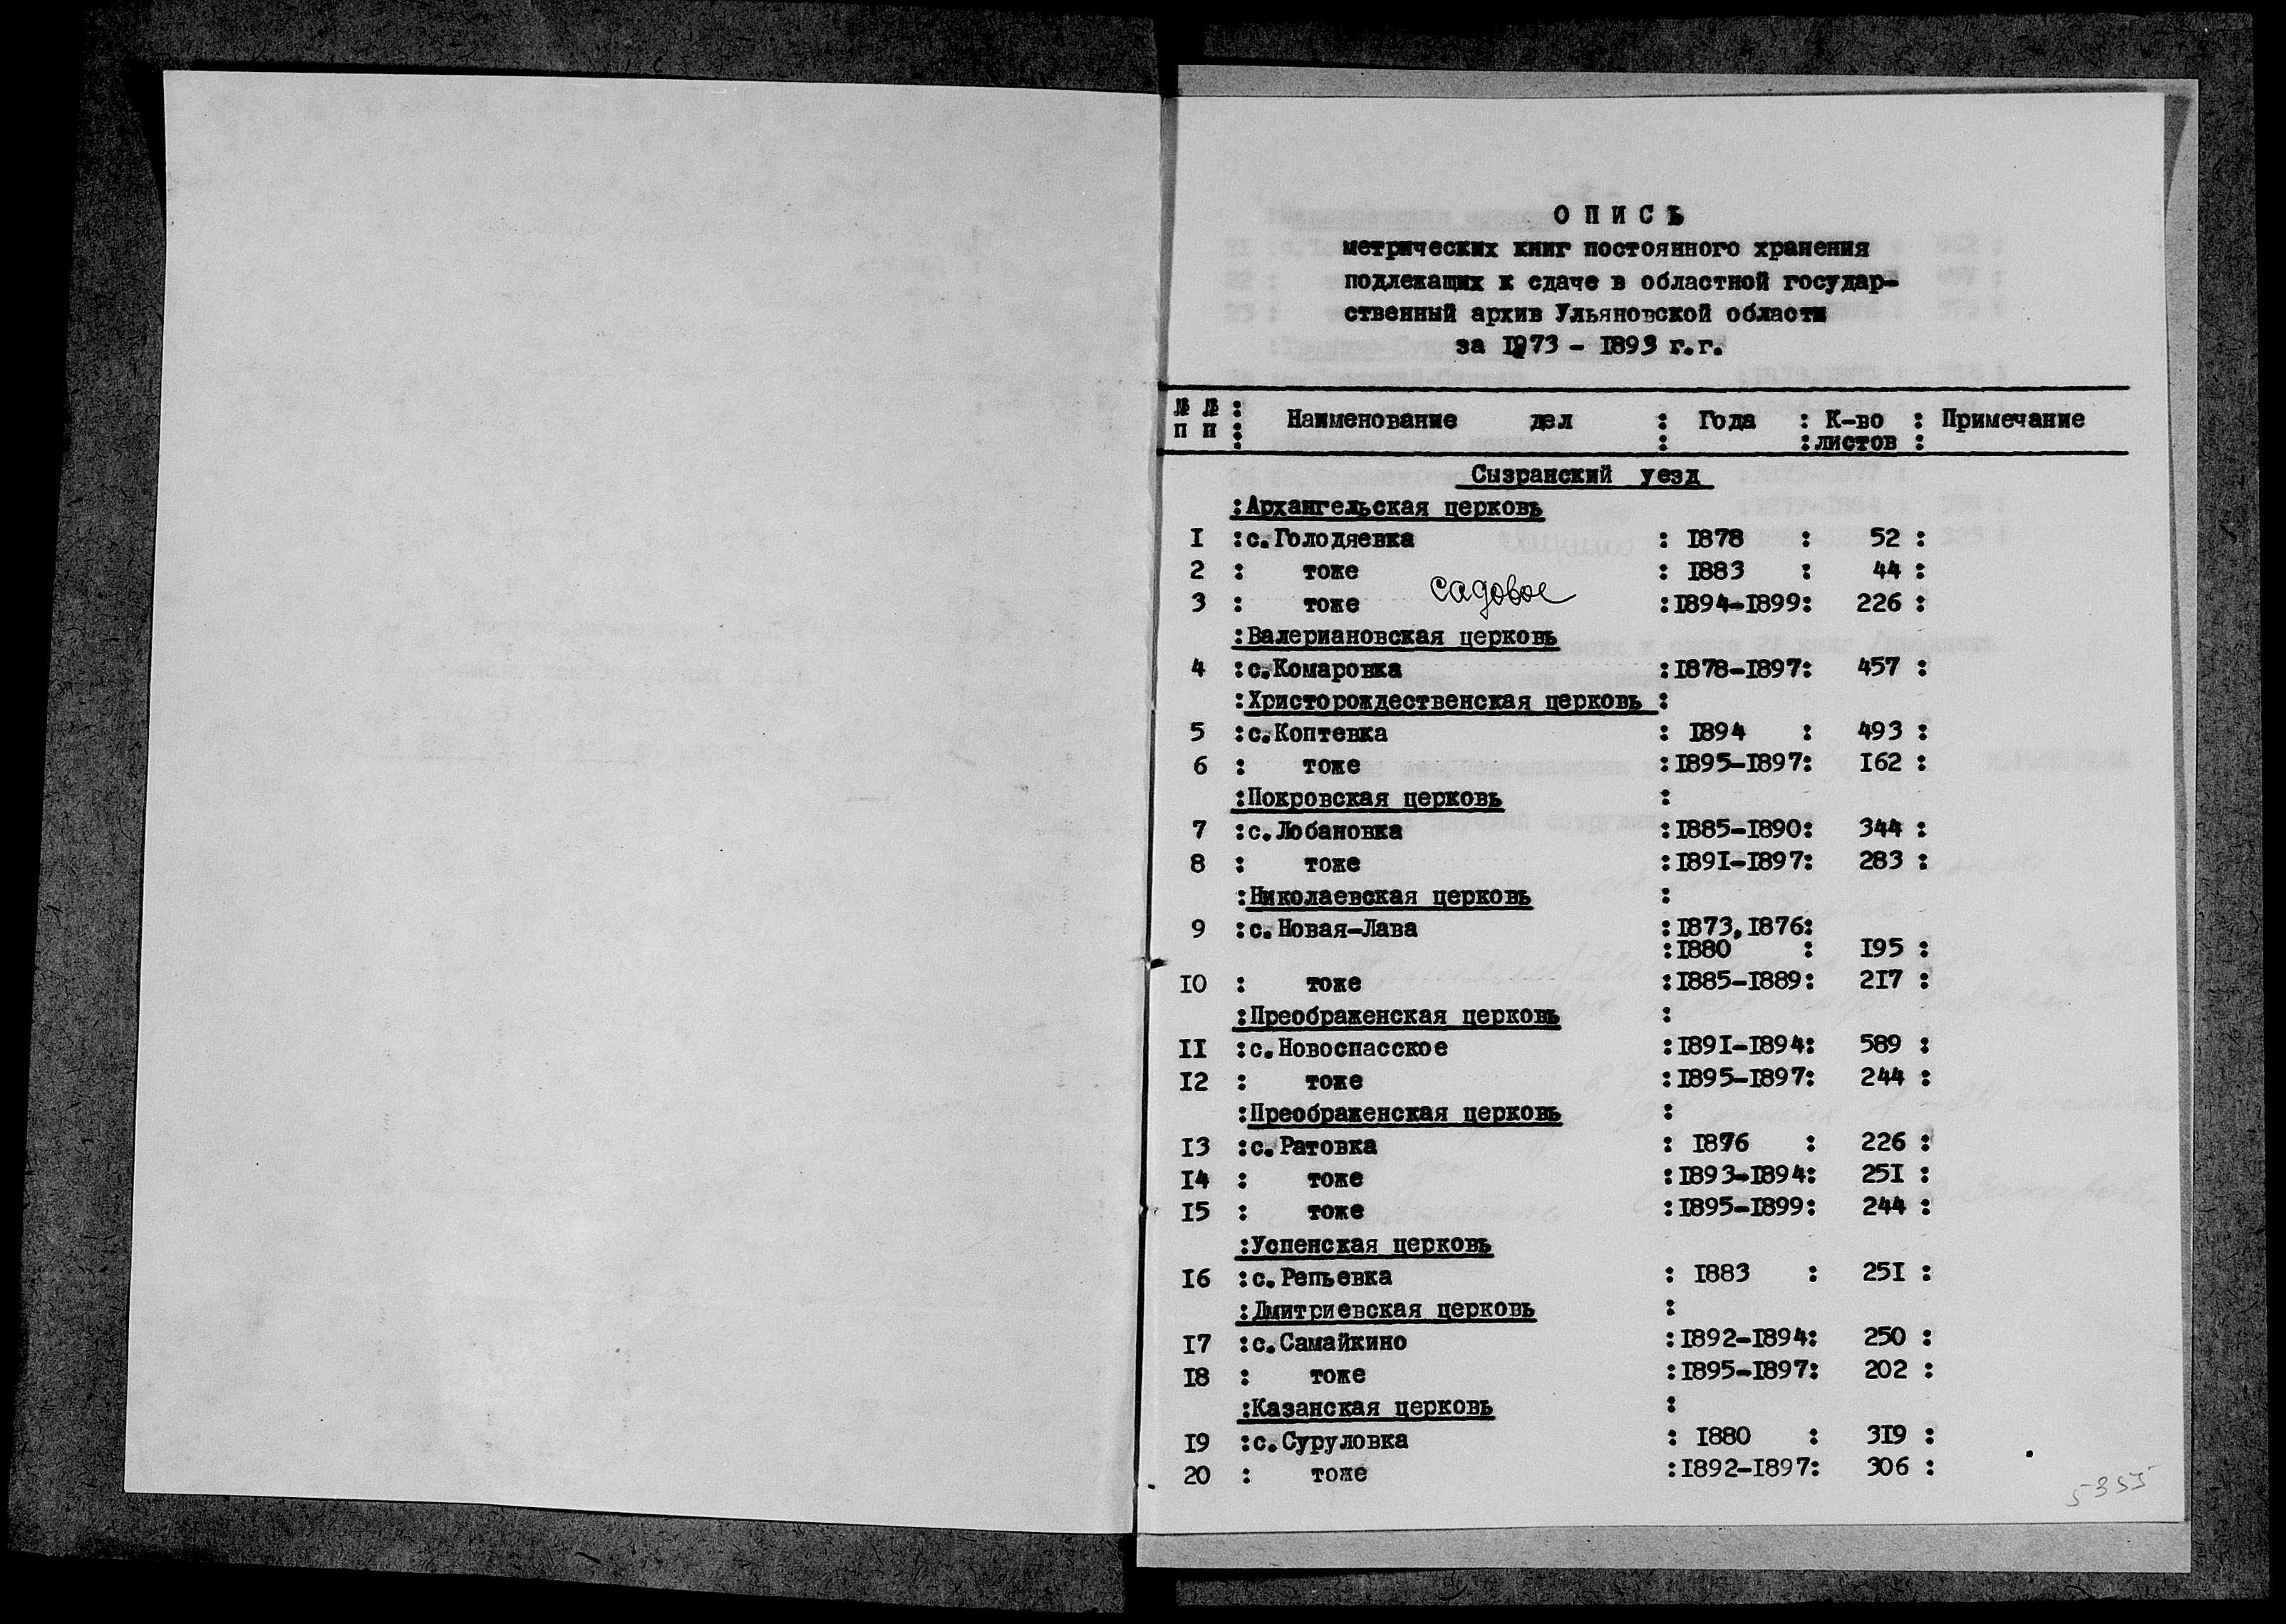 О П И С Ь
метрических книг постоянного хранения
подлежащих к сдаче в областной государ-
ственный архив Ульяновской области
за 1973 - 1893 г.г.
№ № : Наименование дел : Года : К-во : Примечание
п п : : : листов :
Сызранский уезд
:Архангельская церковь
1 :с.Голодяевка : 1878 : 52 :
2 : тоже : 1883 : 44 :
садовое
3 : тоже :1894-1899: 226 :
:Валериановская церковь
4 :с.Комаровка :1878-1897: 457 :
:Христорождественская церковь :
5 :с.Коптевка : 1894 : 493 :
6 : тоже :1895-1897: 162 :
:Покровская церковь :
7 :с.Лобановка :1885-1890: 344 :
8 : тоже :1891-1897: 283 :
:Николаевская церковь :
9 :с.Новая-Лава :1873,1876:
:1880 : 195 :
10 : тоже :1885-1889: 217 :
:Преображенская церковь :
11 :с.Новоспасское :1891-1894: 589 :
12 : тоже :1895-1897: 244 :
:Преображенская церковь :
13 :с.Ратовка : 1876 : 226 :
14 : тоже :1893-1894: 251 :
15 : тоже :1895-1899: 244 :
:Успенская церковь
16 :с.Репьевка : 1883 : 251 :
:Дмитриевская церковь :
17 :с.Самайкино :1892-1894: 250 :
18 : тоже :1895-1897: 202 :
:Казанская церковь :
19 :с.Суруловка : 1880 : 319 :
20 : тоже :1892-1897: 306 :
5355